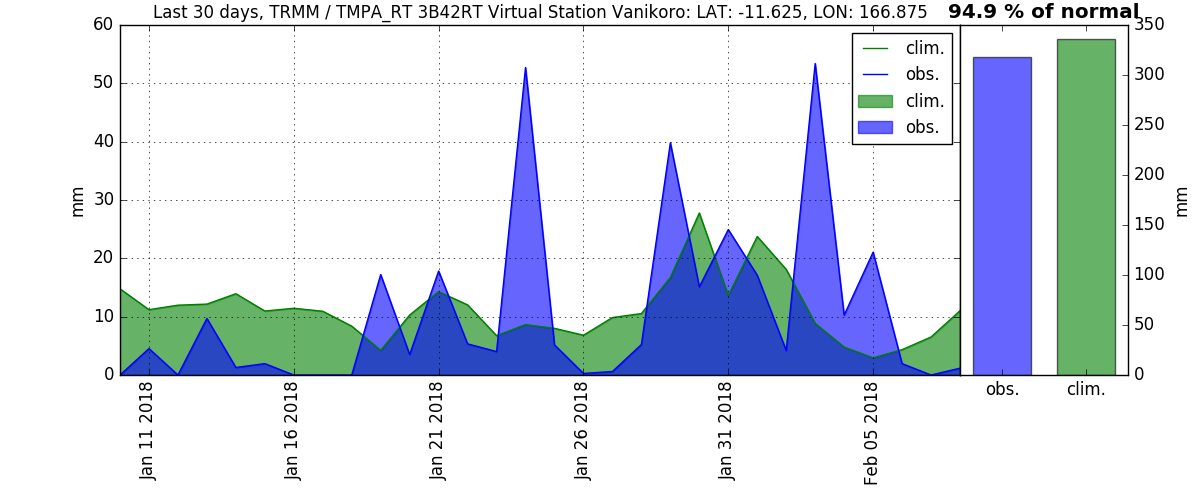 Last 30 days, TRMM / TMPA_RT 3B42RT Virtual Station Vanikoro: LAT: -11.625, LON: 166.875
94.9 % of normal
60
50
40
30
20
10
0
mm
clim.
obs.
clim.
obs.
Jan 11 2018
Jan 16 2018
Jan 21 2018
Jan 26 2018
Jan 31 2018
Feb 05 2018
350
300
250
200
150
100
50
0
mm
obs.
clim.